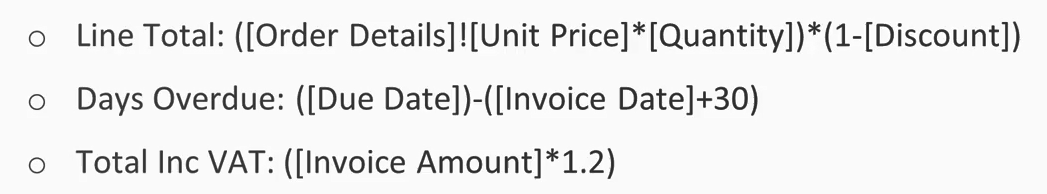 ○ Line Total: ([Order Details]![Unit Price]*[Quantity])*(1-[Discount])
○ Days Overdue: ([Due Date])-([Invoice Date]+30)
○ Total Inc VAT: ([Invoice Amount]*1.2)